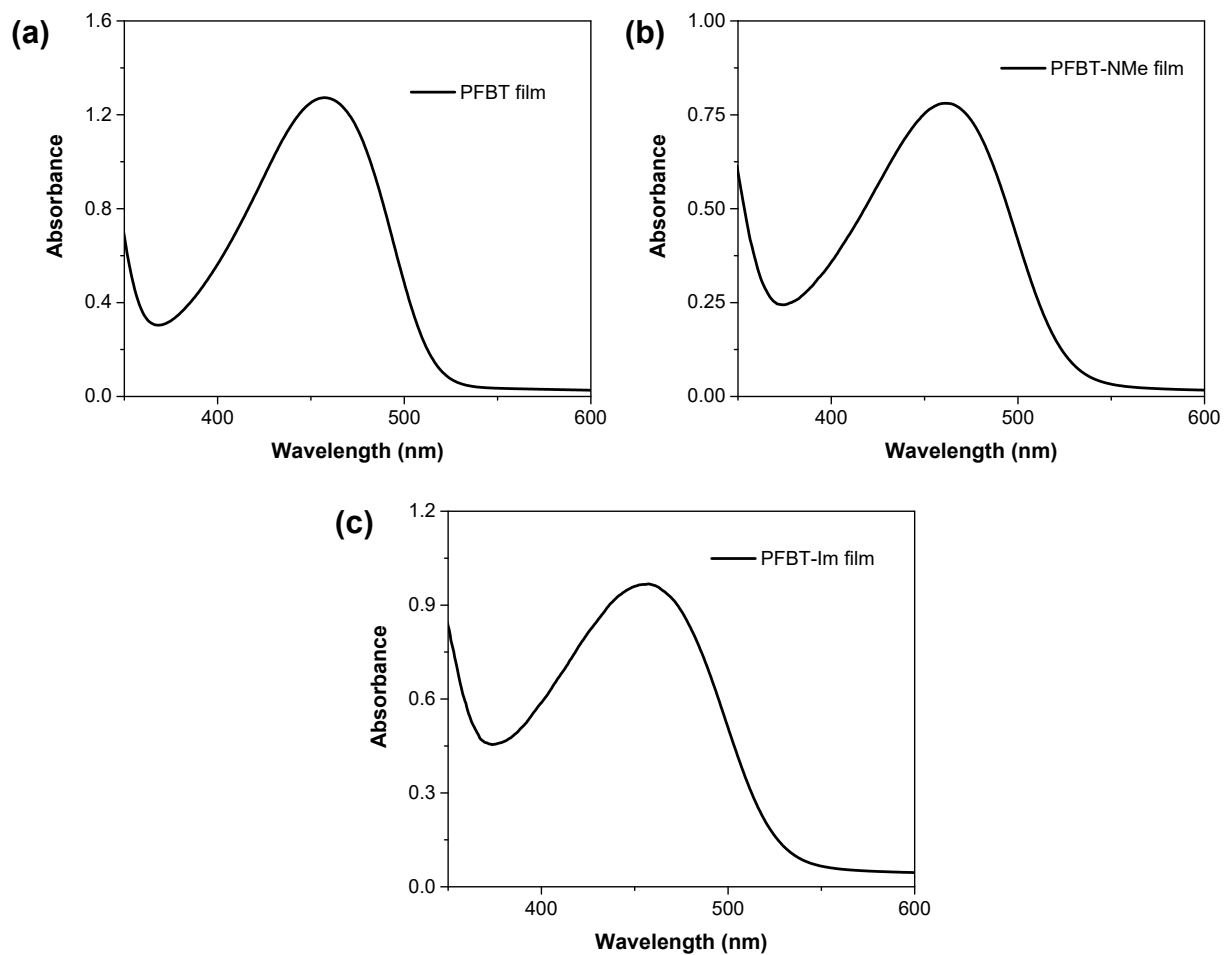 (a)
1.6
1.2
0.8
0.4
0.0
Absorbance
PFBT film
400
500
600
Wavelength (nm)
(b)
1.00
0.75
0.50
0.25
0.00
Absorbance
PFBT-NMe film
400
500
600
Wavelength (nm)
(c)
1.2
0.9
0.6
0.3
0.0
Absorbance
PFBT-Im film
400
500
600
Wavelength (nm)